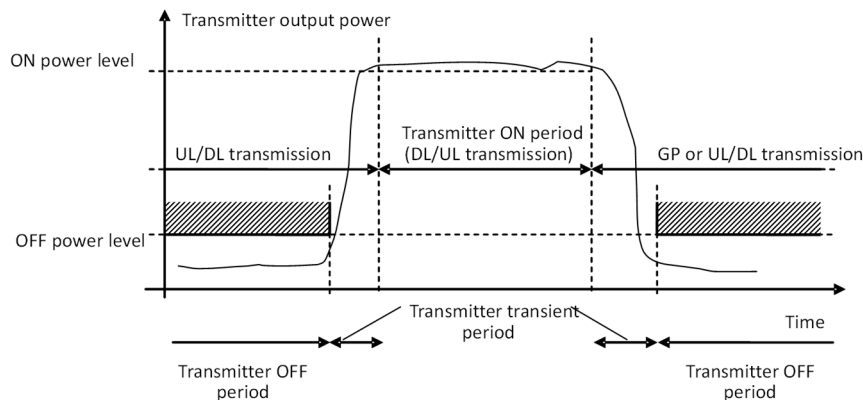 Transmitter output power
ON power level
Transmitter ON period
(DL/UL transmission)
UL/DL transmission
GP or UL/DL transmission
OFF power level
Transmitter transient
period
Time
Transmitter OFF
period
Transmitter OFF
period